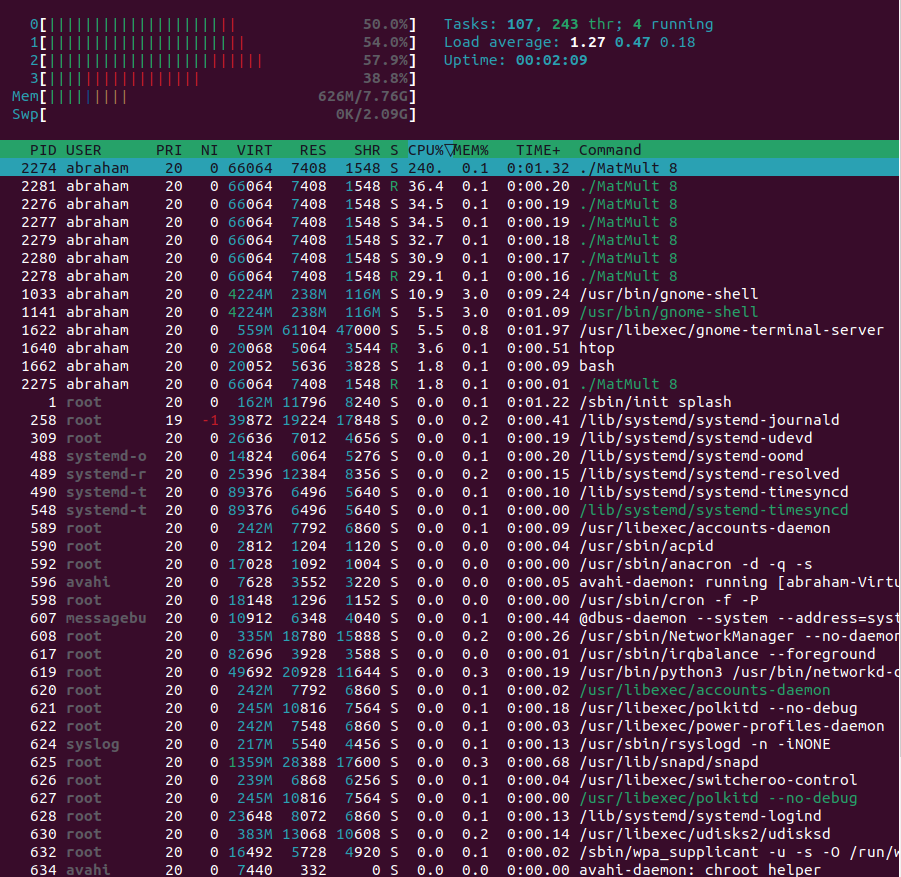 0[||||||||||||||||||||| 50.0%] Tasks: 107, 243 thr; 4 running
1[|||||||||||||||||||||| 54.0%] Load average: 1.27 0.47 0.18
2[|||||||||||||||||||||||| 57.9%] Uptime: 00:02:09
3[||||||||||||||||| 38.8%]
Mem[||||||||| 626M/7.76G]
Swp[ 0K/2.09G]
PID USER PRI NI VIRT RES SHR S CPU%▽MEM% TIME+ Command
2274 abraham 20 0 66064 7408 1548 S 240. 0.1 0:01.32 ./MatMult 8
2281 abraham 20 0 66064 7408 1548 R 36.4 0.1 0:00.20 ./MatMult 8
2276 abraham 20 0 66064 7408 1548 S 34.5 0.1 0:00.19 ./MatMult 8
2277 abraham 20 0 66064 7408 1548 S 34.5 0.1 0:00.19 ./MatMult 8
2279 abraham 20 0 66064 7408 1548 S 32.7 0.1 0:00.18 ./MatMult 8
2280 abraham 20 0 66064 7408 1548 S 30.9 0.1 0:00.17 ./MatMult 8
2278 abraham 20 0 66064 7408 1548 R 29.1 0.1 0:00.16 ./MatMult 8
1033 abraham 20 0 4224M 238M 116M S 10.9 3.0 0:09.24 /usr/bin/gnome-shell
1141 abraham 20 0 4224M 238M 116M S 5.5 3.0 0:01.09 /usr/bin/gnome-shell
1622 abraham 20 0 559M 61104 47000 S 5.5 0.8 0:01.97 /usr/libexec/gnome-terminal-server
1640 abraham 20 0 20068 5064 3544 R 3.6 0.1 0:00.51 htop
1662 abraham 20 0 20052 5636 3828 S 1.8 0.1 0:00.09 bash
2275 abraham 20 0 66064 7408 1548 R 1.8 0.1 0:00.01 ./MatMult 8
1 root 20 0 162M 11796 8240 S 0.0 0.1 0:01.22 /sbin/init splash
258 root 19 -1 39872 19224 17848 S 0.0 0.2 0:00.41 /lib/systemd/systemd-journald
309 root 20 0 26636 7012 4656 S 0.0 0.1 0:00.19 /lib/systemd/systemd-udevd
488 systemd-o 20 0 14824 6064 5276 S 0.0 0.1 0:00.20 /lib/systemd/systemd-oomd
489 systemd-r 20 0 25396 12384 8356 S 0.0 0.2 0:00.15 /lib/systemd/systemd-resolved
490 systemd-t 20 0 89376 6496 5640 S 0.0 0.1 0:00.10 /lib/systemd/systemd-timesyncd
548 systemd-t 20 0 89376 6496 5640 S 0.0 0.1 0:00.00 /lib/systemd/systemd-timesyncd
589 root 20 0 242M 7792 6860 S 0.0 0.1 0:00.09 /usr/libexec/accounts-daemon
590 root 20 0 2812 1204 1120 S 0.0 0.0 0:00.04 /usr/sbin/acpid
592 root 20 0 17028 1092 1004 S 0.0 0.0 0:00.00 /usr/sbin/anacron -d -q -s
596 avahi 20 0 7628 3552 3220 S 0.0 0.0 0:00.05 avahi-daemon: running [abraham-Virtu
598 root 20 0 18148 1296 1152 S 0.0 0.0 0:00.00 /usr/sbin/cron -f -P
607 messagebu 20 0 10912 6348 4040 S 0.0 0.1 0:00.44 @dbus-daemon --system --address=syst
608 root 20 0 335M 18780 15888 S 0.0 0.2 0:00.26 /usr/sbin/NetworkManager --no-daemon
617 root 20 0 82696 3928 3588 S 0.0 0.0 0:00.01 /usr/sbin/irqbalance --foreground
619 root 20 0 49692 20928 11644 S 0.0 0.3 0:00.19 /usr/bin/python3 /usr/bin/networkd-d
620 root 20 0 242M 7792 6860 S 0.0 0.1 0:00.02 /usr/libexec/accounts-daemon
621 root 20 0 245M 10816 7564 S 0.0 0.1 0:00.18 /usr/libexec/polkitd --no-debug
622 root 20 0 242M 7548 6860 S 0.0 0.1 0:00.03 /usr/libexec/power-profiles-daemon
624 syslog 20 0 217M 5540 4456 S 0.0 0.1 0:00.13 /usr/sbin/rsyslogd -n -iNONE
625 root 20 0 1359M 28388 17600 S 0.0 0.3 0:00.68 /usr/lib/snapd/snapd
626 root 20 0 239M 6868 6256 S 0.0 0.1 0:00.04 /usr/libexec/switcheroo-control
627 root 20 0 245M 10816 7564 S 0.0 0.1 0:00.00 /usr/libexec/polkitd --no-debug
628 root 20 0 23648 8072 6860 S 0.0 0.1 0:00.13 /lib/systemd/systemd-logind
630 root 20 0 383M 13068 10608 S 0.0 0.2 0:00.14 /usr/libexec/udisks2/udisksd
632 root 20 0 16492 5728 4920 S 0.0 0.1 0:00.02 /sbin/wpa_supplicant -u -s -O /run/w
634 avahi 20 0 7440 332 0 S 0.0 0.0 0:00.00 avahi-daemon: chroot helper